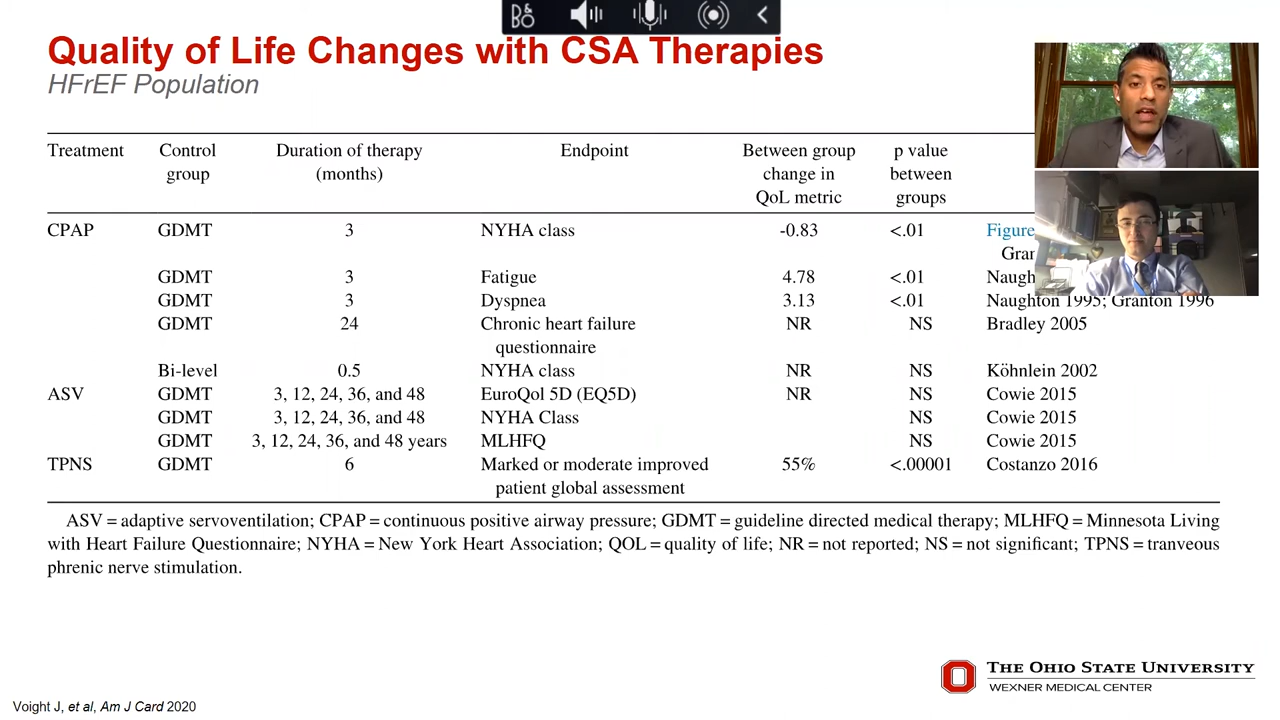 Quality of Life Changes with CSA Therapies
HFrEF Population
Treatment Control group Duration of therapy (months) Endpoint Between group change in QoL metric p value between groups
CPAP GDMT 3 NYHA class -0.83 <.01 Figure
GDMT 3 Fatigue 4.78 <.01
GDMT 3 Dyspnea 3.13 <.01 Naughton 1995; Granton 1996
GDMT 24 Chronic heart failure questionnaire NR NS Bradley 2005
Bi-level 0.5 NYHA class NR NS Köhnlein 2002
ASV GDMT 3, 12, 24, 36, and 48 EuroQol 5D (EQ5D) NR NS Cowie 2015
GDMT 3, 12, 24, 36, and 48 NYHA Class NS Cowie 2015
GDMT 3, 12, 24, 36, and 48 years MLHFQ NS Cowie 2015
TPNS GDMT 6 Marked or moderate improved patient global assessment 55% <.00001 Costanzo 2016
ASV = adaptive servoventilation; CPAP = continuous positive airway pressure; GDMT = guideline directed medical therapy; MLHFQ = Minnesota Living
with Heart Failure Questionnaire; NYHA = New York Heart Association; QOL = quality of life; NR = not reported; NS = not significant; TPNS = tranveous
phrenic nerve stimulation.
THE OHIO STATE UNIVERSITY
WEXNER MEDICAL CENTER
Voight J, et al, Am J Card 2020